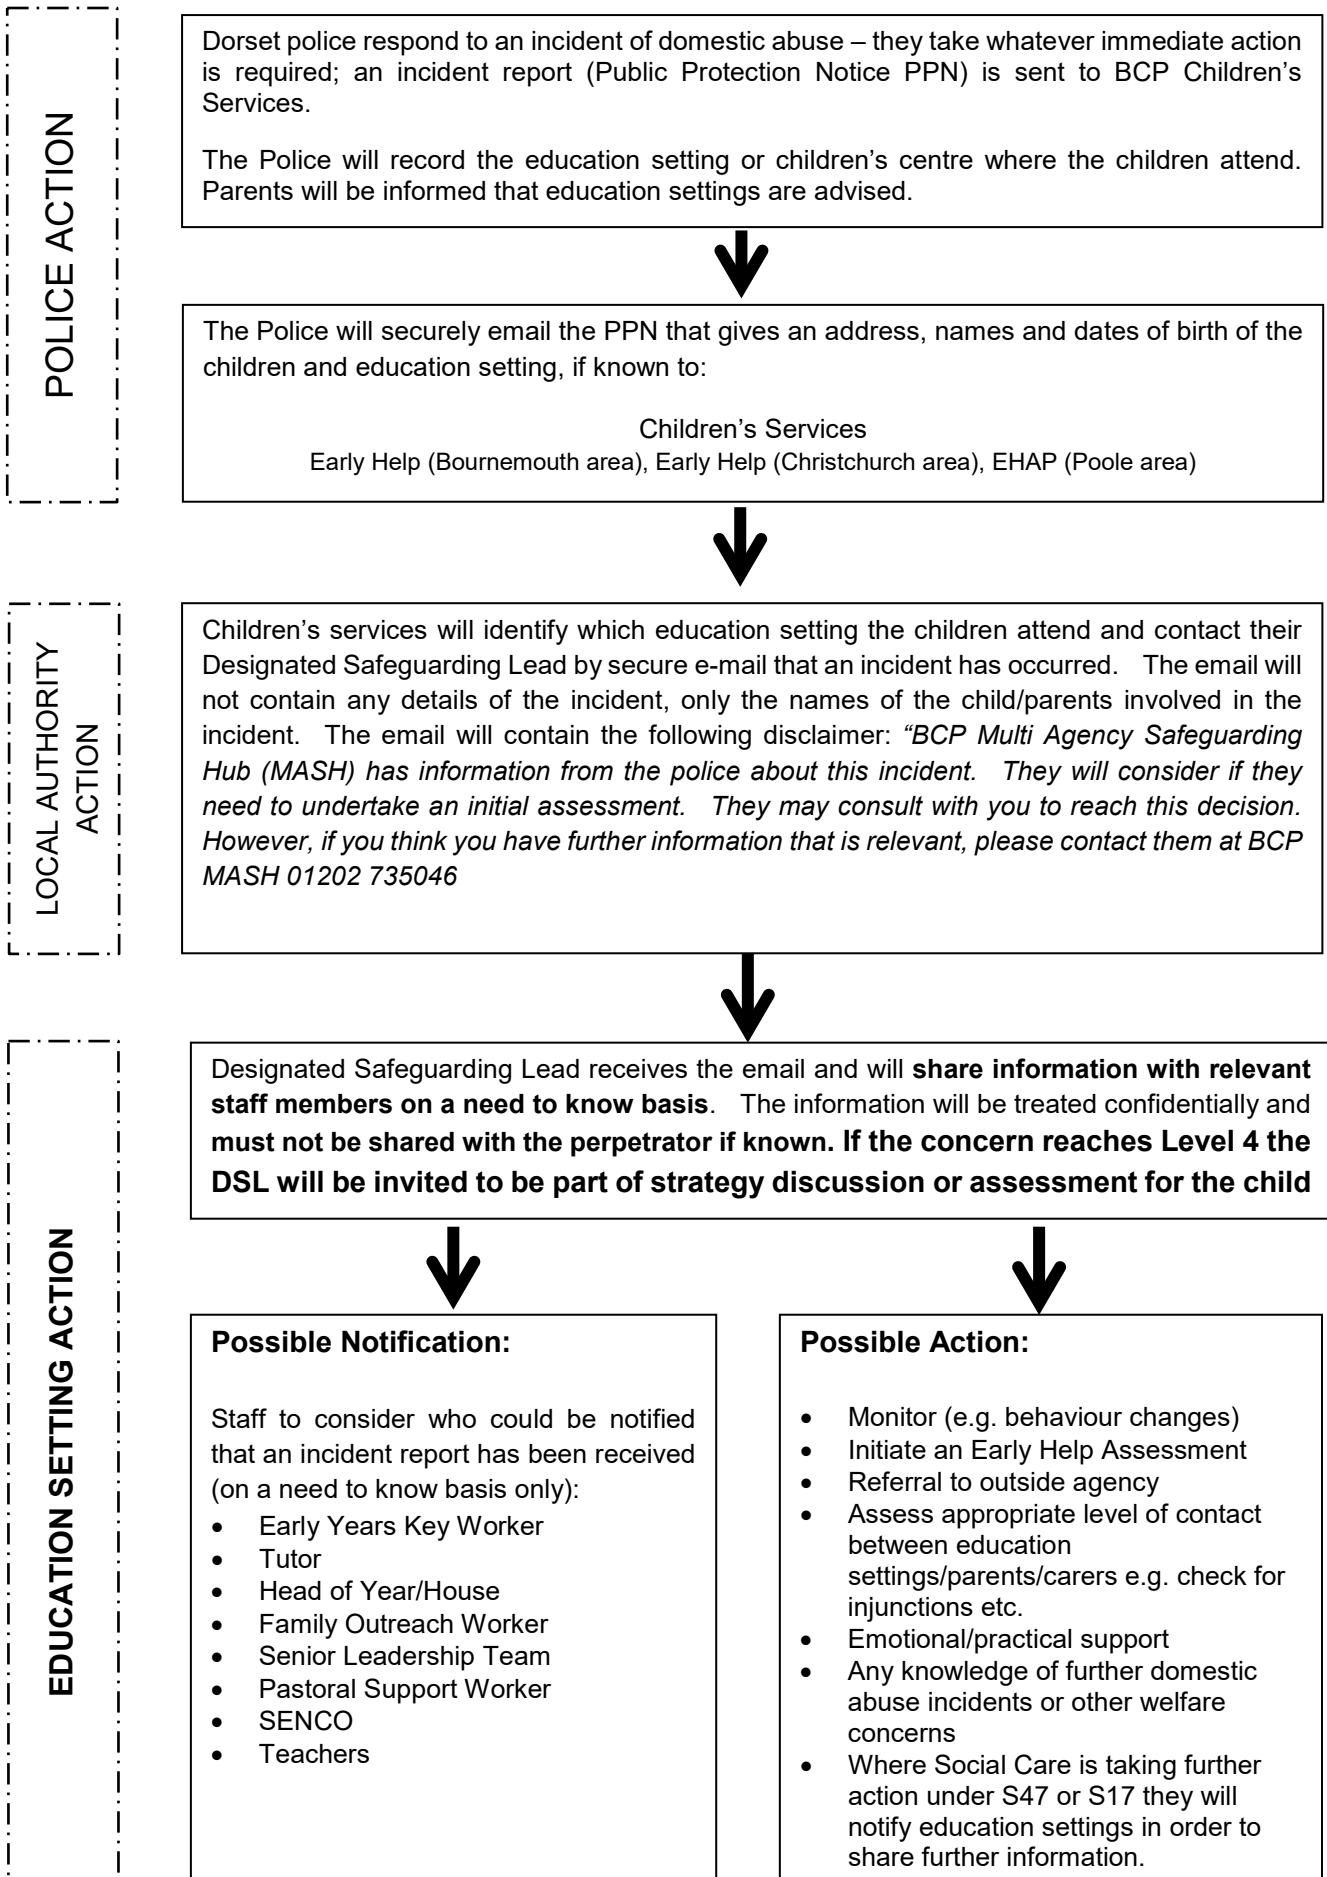 POLICE ACTION
Dorset police respond to an incident of domestic abuse – they take whatever immediate action
is required; an incident report (Public Protection Notice PPN) is sent to BCP Children’s
Services.
The Police will record the education setting or children’s centre where the children attend.
Parents will be informed that education settings are advised.
The Police will securely email the PPN that gives an address, names and dates of birth of the
children and education setting, if known to:
Children’s Services
Early Help (Bournemouth area), Early Help (Christchurch area), EHAP (Poole area)
LOCAL AUTHORITY
ACTION
Children’s services will identify which education setting the children attend and contact their
Designated Safeguarding Lead by secure e-mail that an incident has occurred. The email will
not contain any details of the incident, only the names of the child/parents involved in the
incident. The email will contain the following disclaimer: “BCP Multi Agency Safeguarding
Hub (MASH) has information from the police about this incident. They will consider if they
need to undertake an initial assessment. They may consult with you to reach this decision.
However, if you think you have further information that is relevant, please contact them at BCP
MASH 01202 735046
EDUCATION SETTING ACTION
Designated Safeguarding Lead receives the email and will share information with relevant
staff members on a need to know basis. The information will be treated confidentially and
must not be shared with the perpetrator if known. If the concern reaches Level 4 the
DSL will be invited to be part of strategy discussion or assessment for the child
Possible Notification:
Staff to consider who could be notified
that an incident report has been received
(on a need to know basis only):
• Early Years Key Worker
• Tutor
• Head of Year/House
• Family Outreach Worker
• Senior Leadership Team
• Pastoral Support Worker
• SENCO
• Teachers
Possible Action:
• Monitor (e.g. behaviour changes)
• Initiate an Early Help Assessment
• Referral to outside agency
• Assess appropriate level of contact
between education
settings/parents/carers e.g. check for
injunctions etc.
• Emotional/practical support
• Any knowledge of further domestic
abuse incidents or other welfare
concerns
• Where Social Care is taking further
action under S47 or S17 they will
notify education settings in order to
share further information.